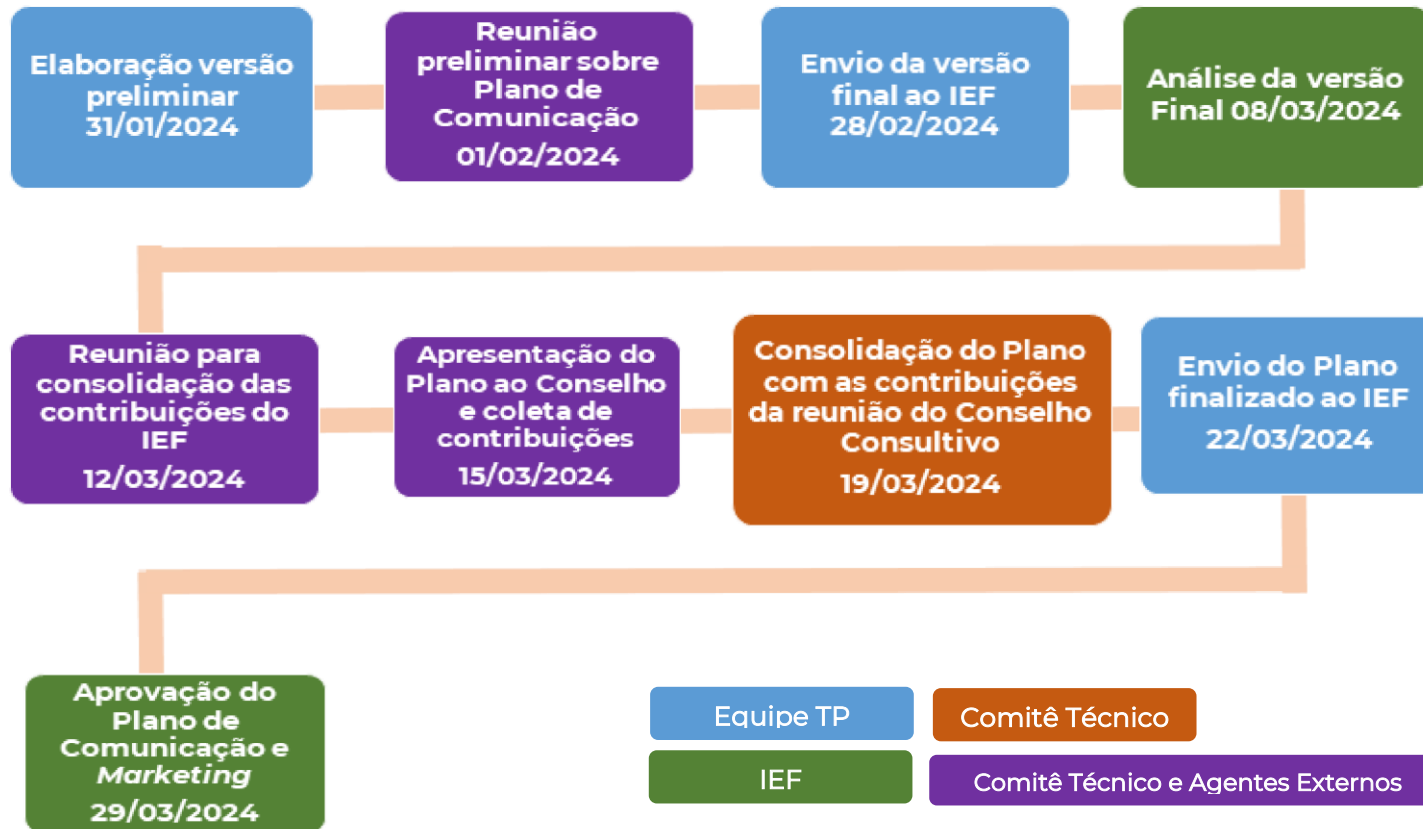 Elaboração versão
preliminar
31/01/2024
Reunião
preliminar sobre
Plano de
Comunicação
01/02/2024
Envio da versão
final ao IEF
28/02/2024
Análise da versão
Final 08/03/2024
Reunião para
consolidação das
contribuições do
IEF
12/03/2024
Apresentação do
Plano ao Conselho
e coleta de
contribuições
15/03/2024
Consolidação do Plano
com as contribuições
da reunião do Conselho
Consultivo
19/03/2024
Envio do Plano
finalizado ao IEF
22/03/2024
Aprovação do
Plano de
Comunicação e
Marketing
29/03/2024
Equipe TP
Comitê Técnico
IEF
Comitê Técnico e Agentes Externos